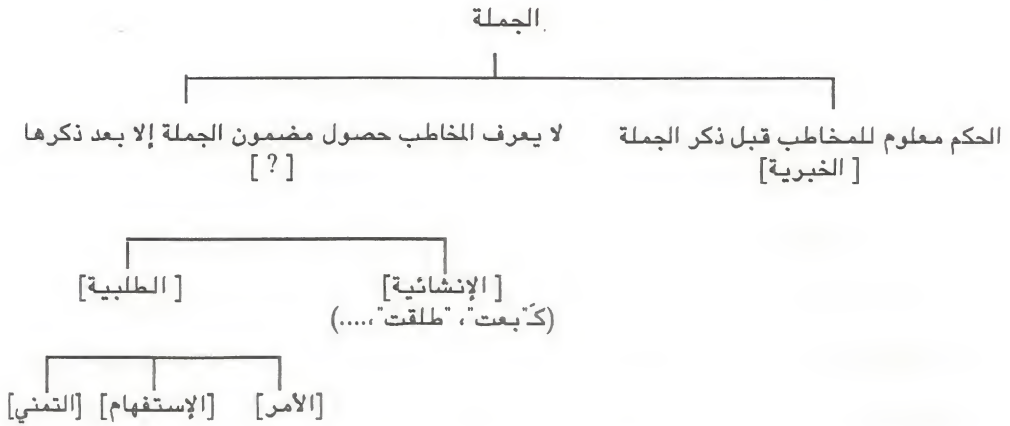 الجملة
الحكم معلوم للمخاطب قبل ذكر الجملة
[ الخبرية]
لا يعرف المخاطب حصول مضمون الجملة إلا بعد ذكرها
[ ? ]
[ الإنشائية]
(كَ"بعت"، "طلقت"،....)
[ الطلبية]
[الأمر] [الإستفهام] [التمني]